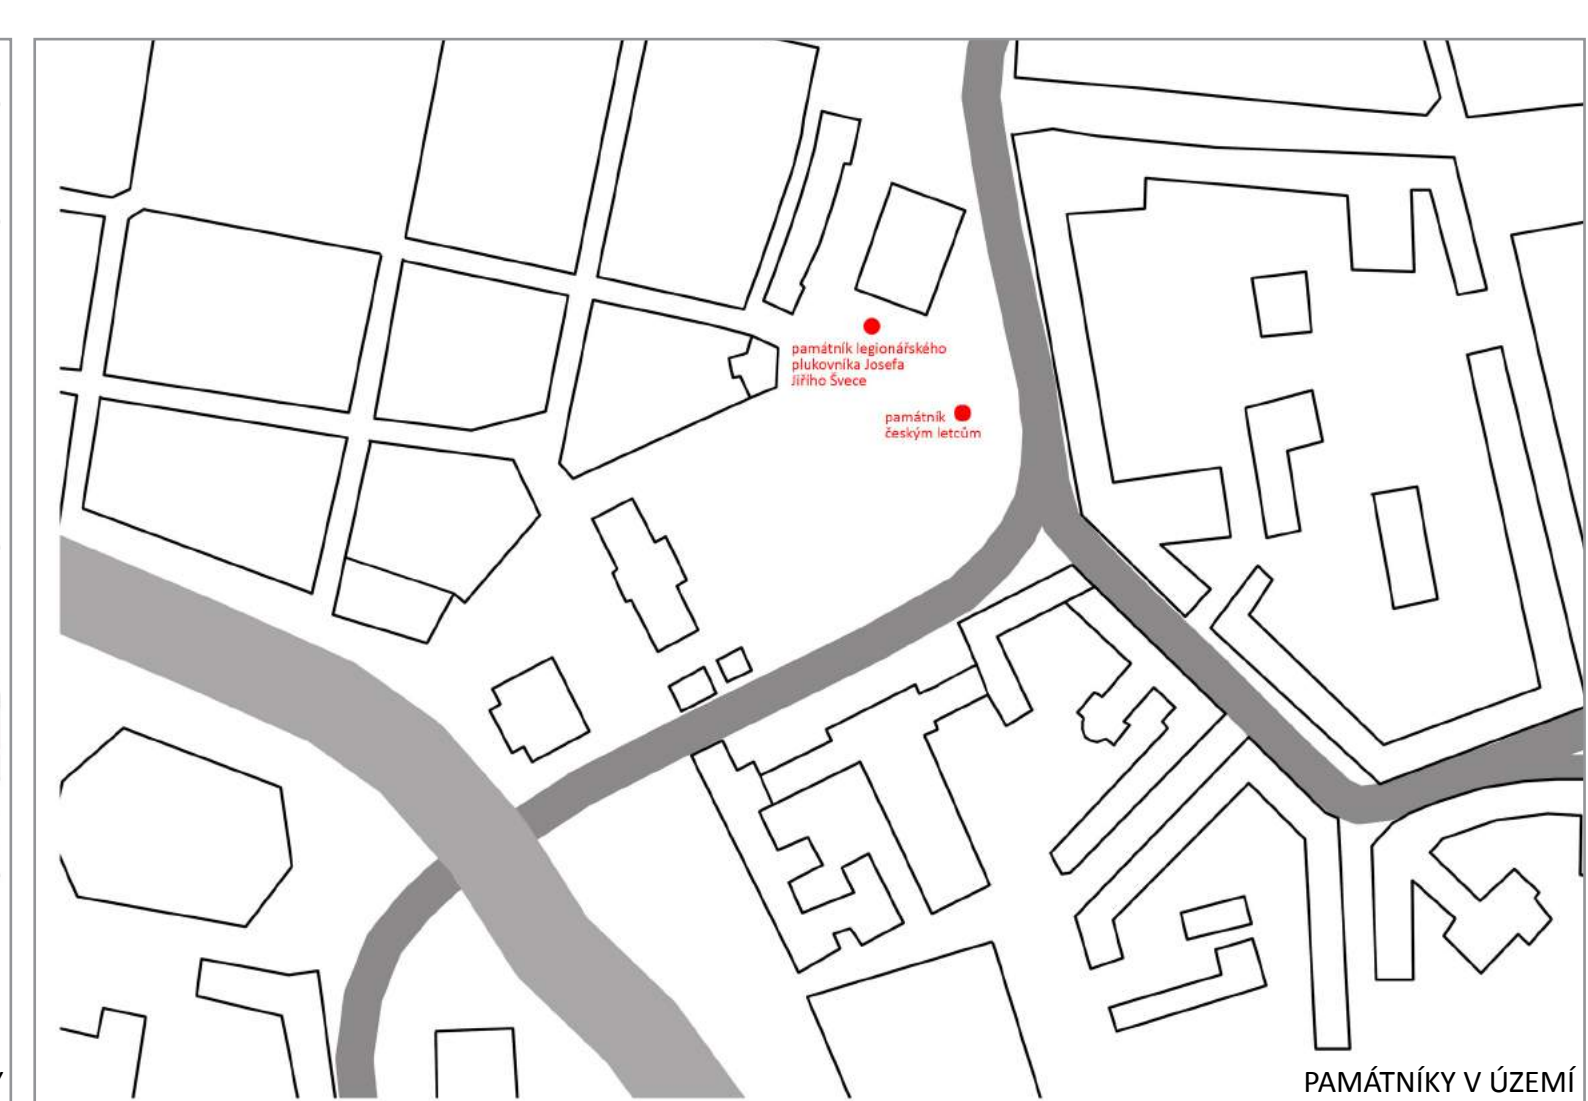 památník legionářského
plukovníka Josefa
Jiřího Švece
památník
českým letcům
PAMÁTNÍKY V ÚZEMÍ